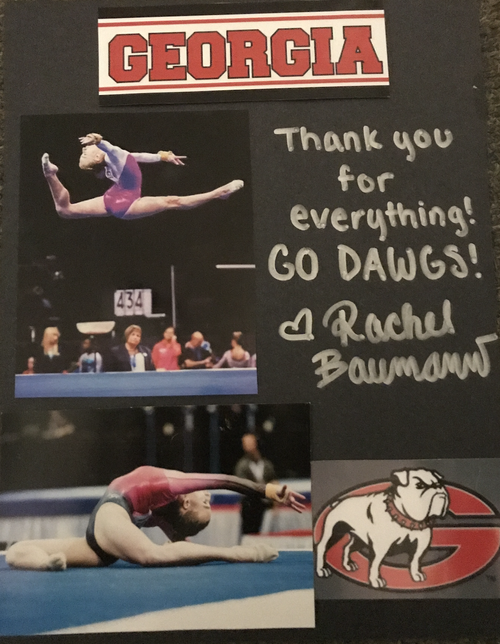 GEORGIA
Thank you
for
everything!
GO DAWGS!
♡ Rachel
Baumann
434
G